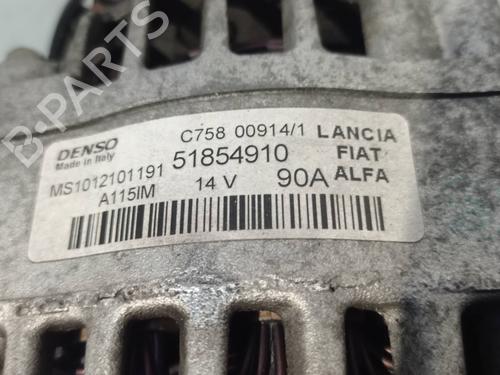 DENSO
Made in Italy
C758 00914/1
LANCIA
MS1012101191
51854910
FIAT
A115IM
14 V
90A
ALFA
B-PARTS